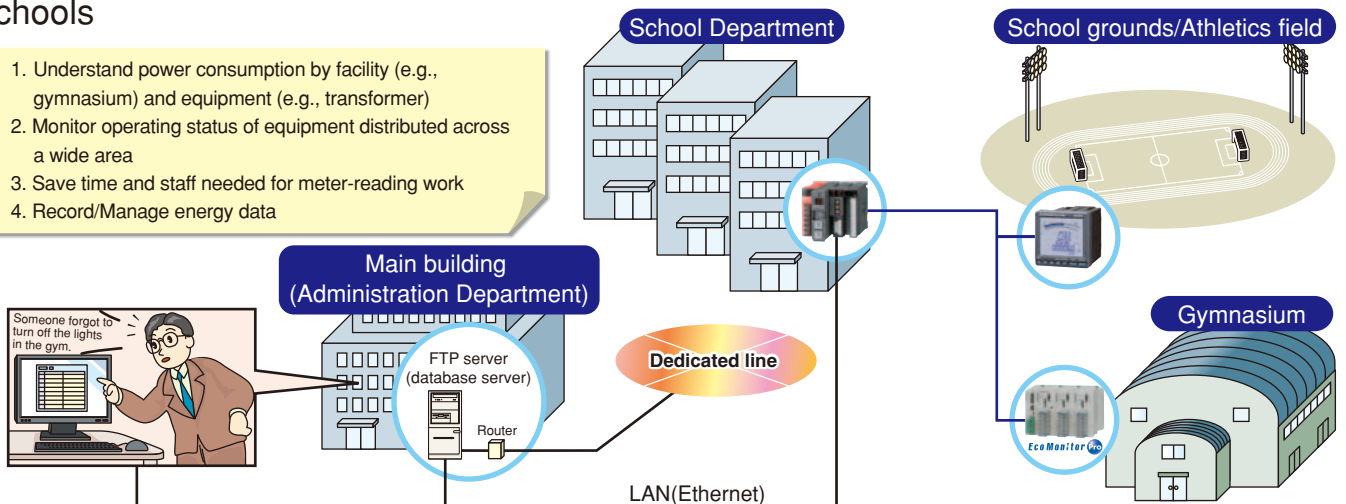 chools
1. Understand power consumption by facility (e.g.,
gymnasium) and equipment (e.g., transformer)
2. Monitor operating status of equipment distributed across
a wide area
3. Save time and staff needed for meter-reading work
4. Record/Manage energy data
School Department
School grounds/Athletics field
Main building
(Administration Department)
Someone forgot to
turn off the lights
in the gym.
FTP server
(database server)
Router
Dedicated line
Gymnasium
EcoMonitor Pro
LAN(Ethernet)